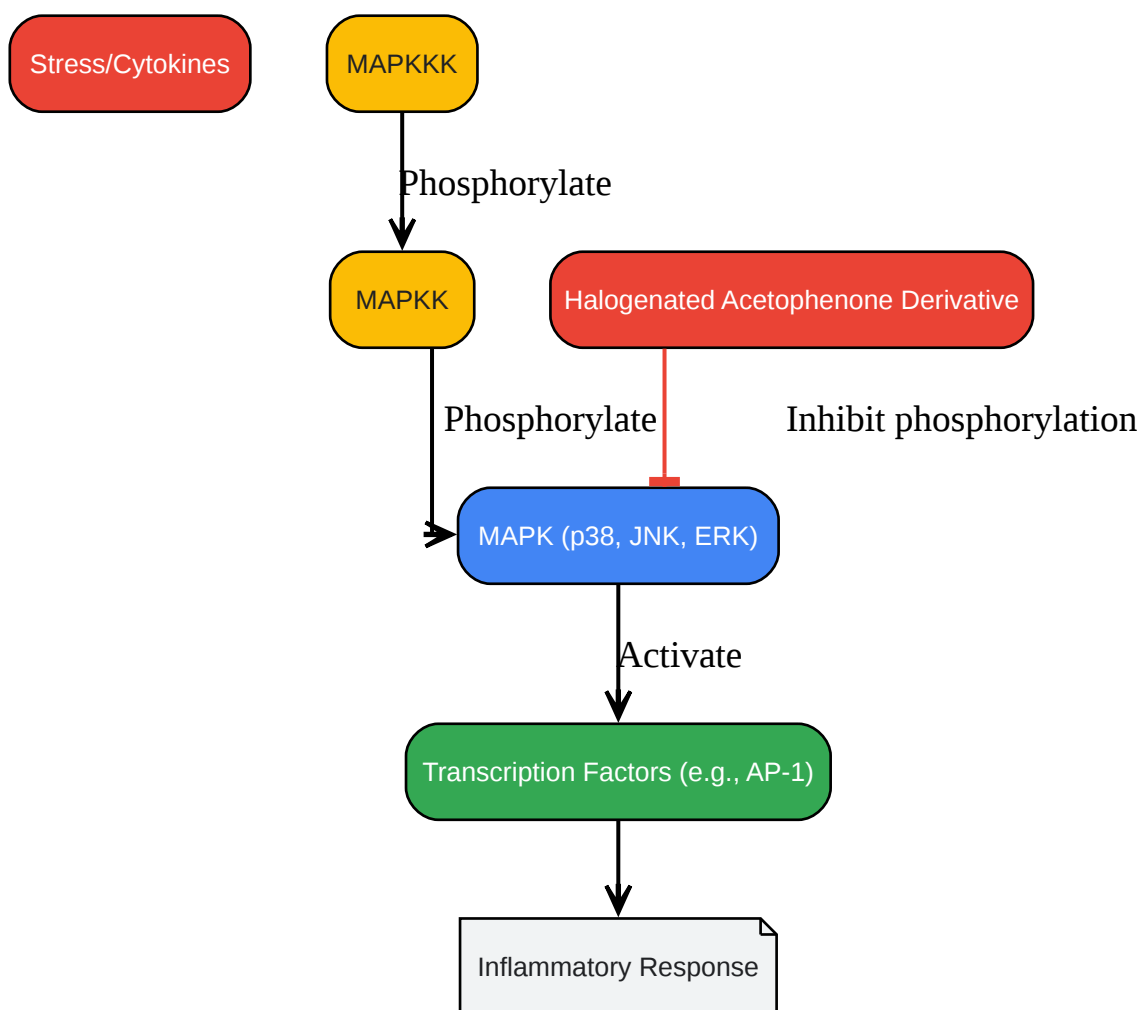 Stress/Cytokines
MAPKKK
Phosphorylate
MAPKK
Halogenated Acetophenone Derivative
Phosphorylate
Inhibit phosphorylation
MAPK (p38, JNK, ERK)
Activate
Transcription Factors (e.g., AP-1)
Inflammatory Response